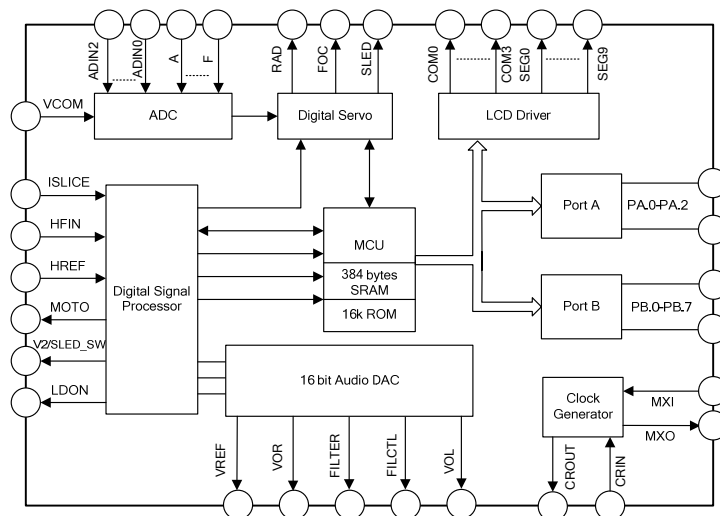 ADIN2
ADIN0
A
F
RAD
FOC
SLED
COM0
COM3
SEG0
SEG9
VCOM
ADC
Digital Servo
LCD Driver
ISLICE
HFIN
HREF
MOTO
V2/SLED_SW
LDON
Digital Signal
Processor
MCU
384 bytes
SRAM
16k ROM
Port A
PA.0-PA.2
Port B
PB.0-PB.7
16 bit Audio DAC
Clock
Generator
MXI
MXO
VREF
VOR
FILTER
FILCTL
VOL
CROUT
CRIN